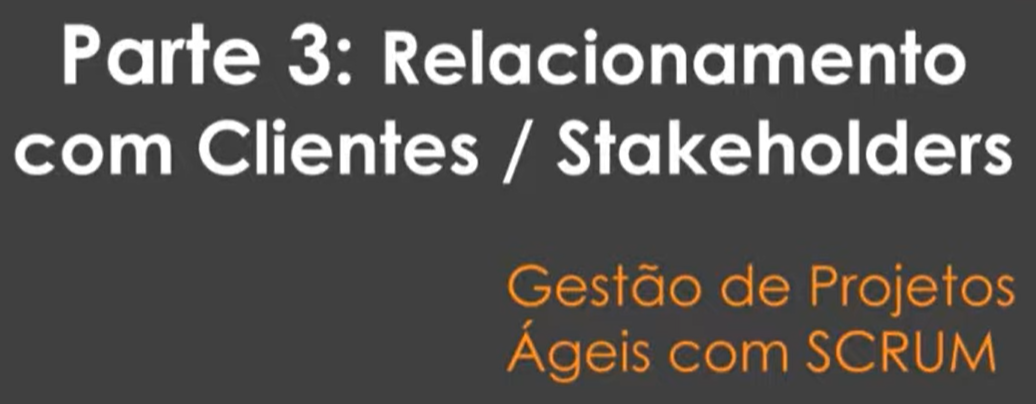 Parte 3: Relacionamento
com Clientes / Stakeholders
Gestão de Projetos
Ágeis com SCRUM